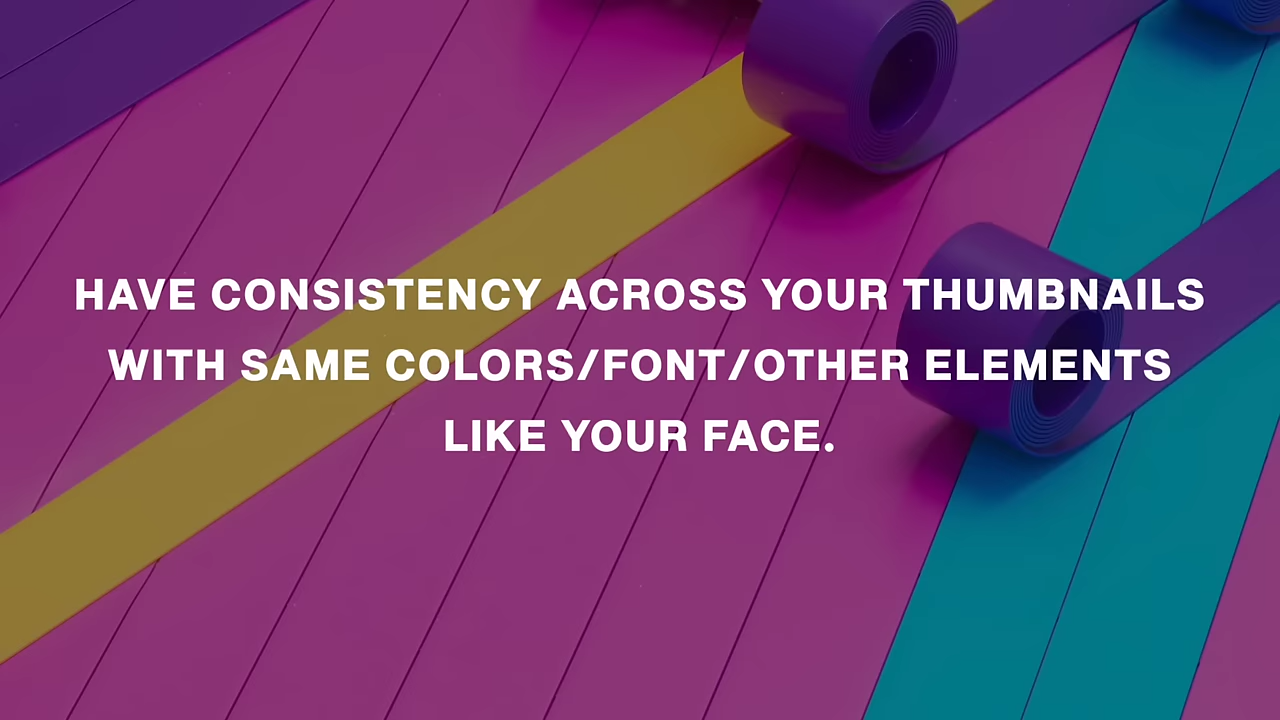 HAVE CONSISTENCY ACROSS YOUR THUMBNAILS
WITH SAME COLORS/FONT/OTHER ELEMENTS
LIKE YOUR FACE.